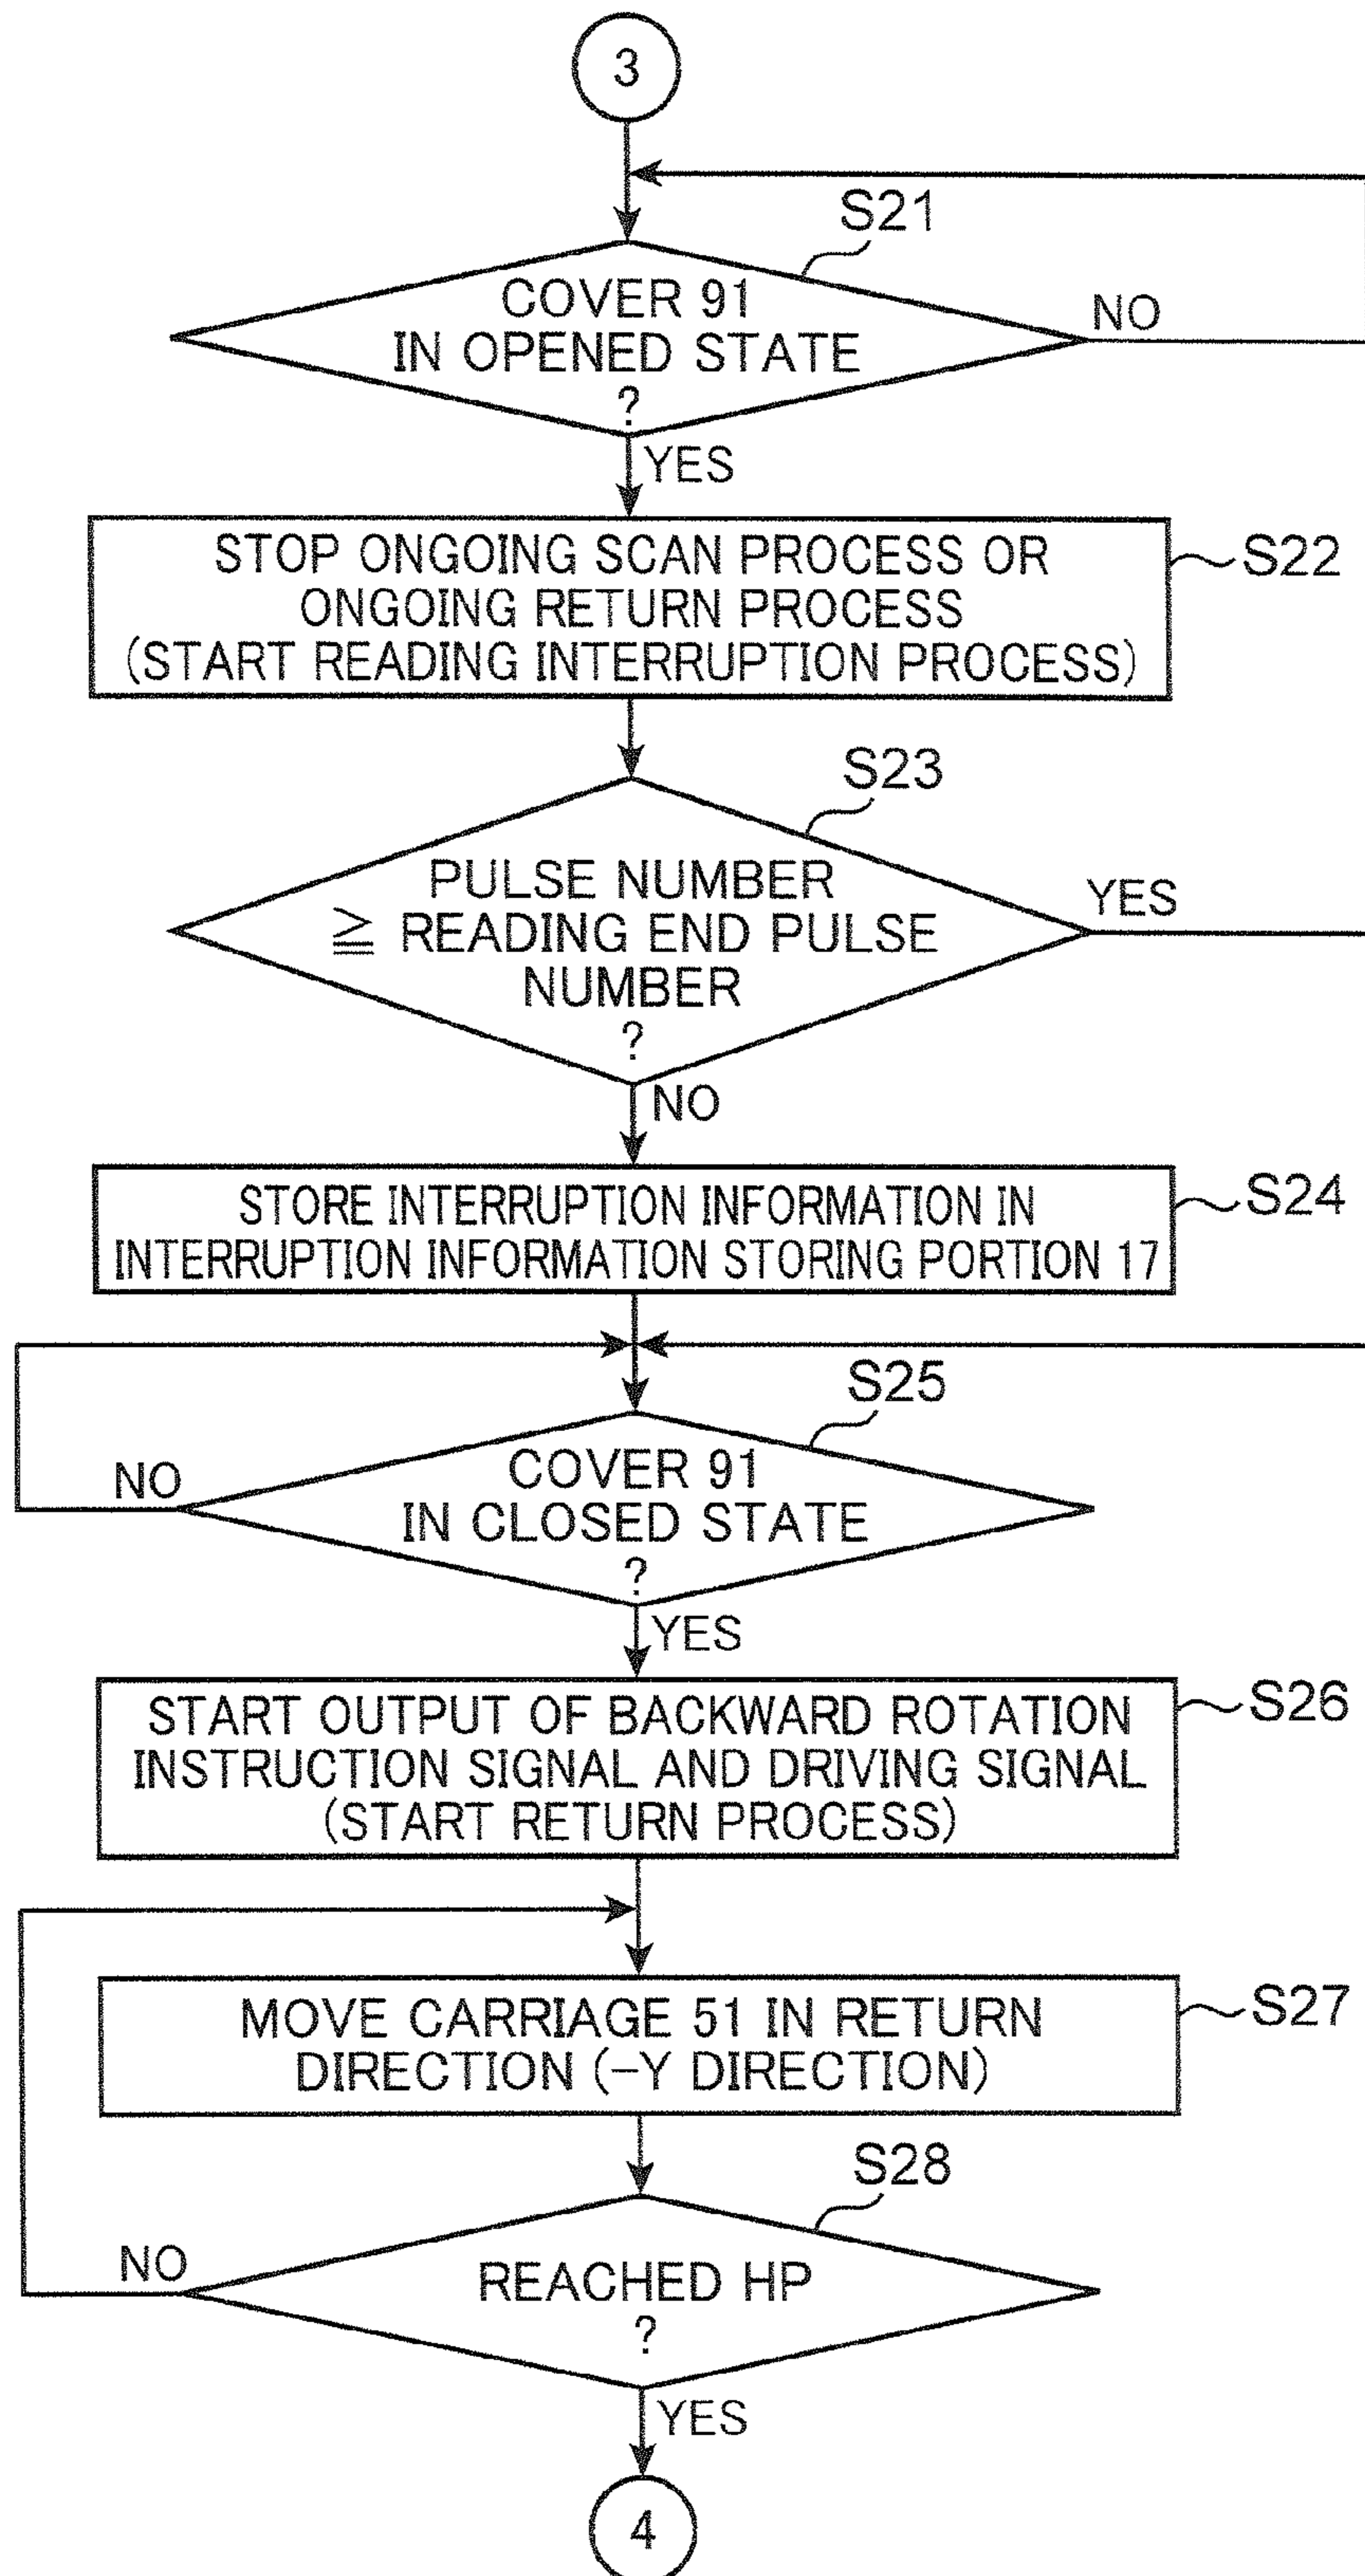 3
S21
COVER 91
IN OPENED STATE
?
NO
YES
STOP ONGOING SCAN PROCESS OR
ONGOING RETURN PROCESS
(START READING INTERRUPTION PROCESS)
S22
S23
PULSE NUMBER
≧ READING END PULSE
NUMBER
?
YES
NO
STORE INTERRUPTION INFORMATION IN
INTERRUPTION INFORMATION STORING PORTION 17
S24
S25
COVER 91
IN CLOSED STATE
?
NO
YES
START OUTPUT OF BACKWARD ROTATION
INSTRUCTION SIGNAL AND DRIVING SIGNAL
(START RETURN PROCESS)
S26
MOVE CARRIAGE 51 IN RETURN
DIRECTION (−Y DIRECTION)
S27
S28
REACHED HP
?
NO
YES
4